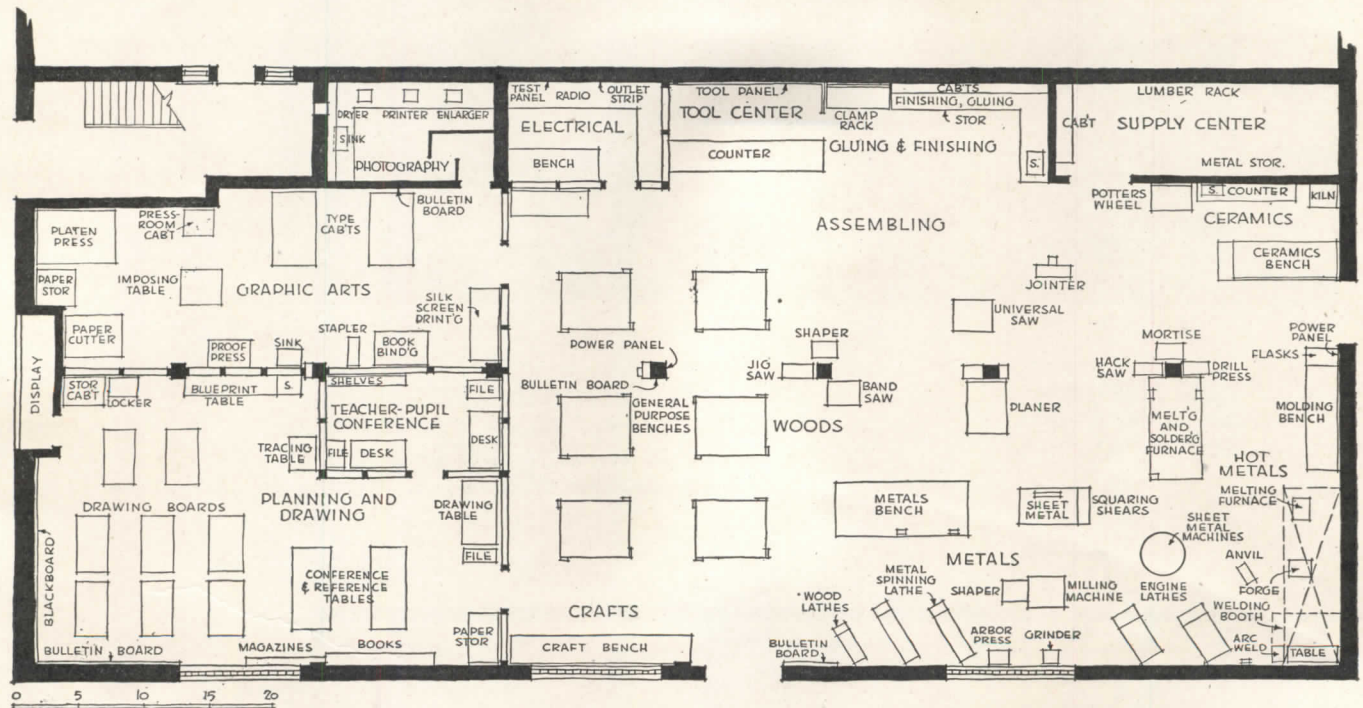 DRYER PRINTER ENLARGER
SINK
PHOTOGRAPHY
BULLETIN
BOARD
TEST
PANEL
RADIO
OUTLET
STRIP
ELECTRICAL
BENCH
TOOL PANEL
TOOL CENTER
COUNTER
CLAMP
RACK
CAB'TS
FINISHING, GLUING
STOR
GLUING & FINISHING
S.
LUMBER RACK
CAB'T
SUPPLY CENTER
METAL STOR.
POTTERS
WHEEL
S. COUNTER
KILN
CERAMICS
CERAMICS
BENCH
PLATEN
PRESS
PRESS-
ROOM
CAB'T
TYPE
CAB'TS
PAPER
STOR
IMPOSING
TABLE
GRAPHIC ARTS
SILK
SCREEN
PRINT'G
PAPER
CUTTER
PROOF
PRESS
SINK
STAPLER
BOOK
BIND'G
ASSEMBLING
JOINTER
UNIVERSAL
SAW
POWER PANEL
BULLETIN BOARD
GENERAL
PURPOSE
BENCHES
JIG
SAW
SHAPER
BAND
SAW
WOODS
PLANER
MORTISE
HACK
SAW
DRILL
PRESS
POWER
PANEL
FLASKS
MOLDING
BENCH
MELT'G
AND
SOLDER'G
FURNACE
HOT
METALS
DISPLAY
STOR
CAB'T
LOCKER
BLUEPRINT
TABLE
S.
SHELVES
FILE
TEACHER-PUPIL
CONFERENCE
DESK
FILE
DESK
TRACING
TABLE
DRAWING BOARDS
PLANNING AND
DRAWING
DRAWING
TABLE
FILE
CONFERENCE
& REFERENCE
TABLES
BLACKBOARD
BULLETIN BOARD
MAGAZINES
BOOKS
PAPER
STOR
CRAFTS
CRAFT BENCH
METALS
BENCH
SHEET
METAL
SQUARING
SHEARS
METALS
MELTING
FURNACE
SHEET
METAL
MACHINES
ANVIL
FORGE
WELDING
BOOTH
ARC
WELD
TABLE
ENGINE
LATHES
MILLING
MACHINE
SHAPER
METAL
SPINNING
LATHE
WOOD
LATHES
BULLETIN
BOARD
ARBOR
PRESS
GRINDER
0 5 10 15 20